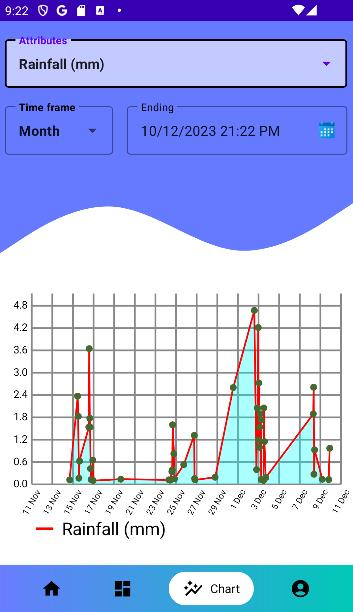 9:22
Attributes
Rainfall (mm)
Time frame
Month
Ending
10/12/2023 21:22 PM
4.8
4.2
3.6
3.0
2.4
1.8
1.2
0.6
0.0
11 Nov
13 Nov
15 Nov
17 Nov
19 Nov
21 Nov
23 Nov
25 Nov
27 Nov
29 Nov
1 Dec
3 Dec
5 Dec
7 Dec
9 Dec
11 Dec
Rainfall (mm)
Chart